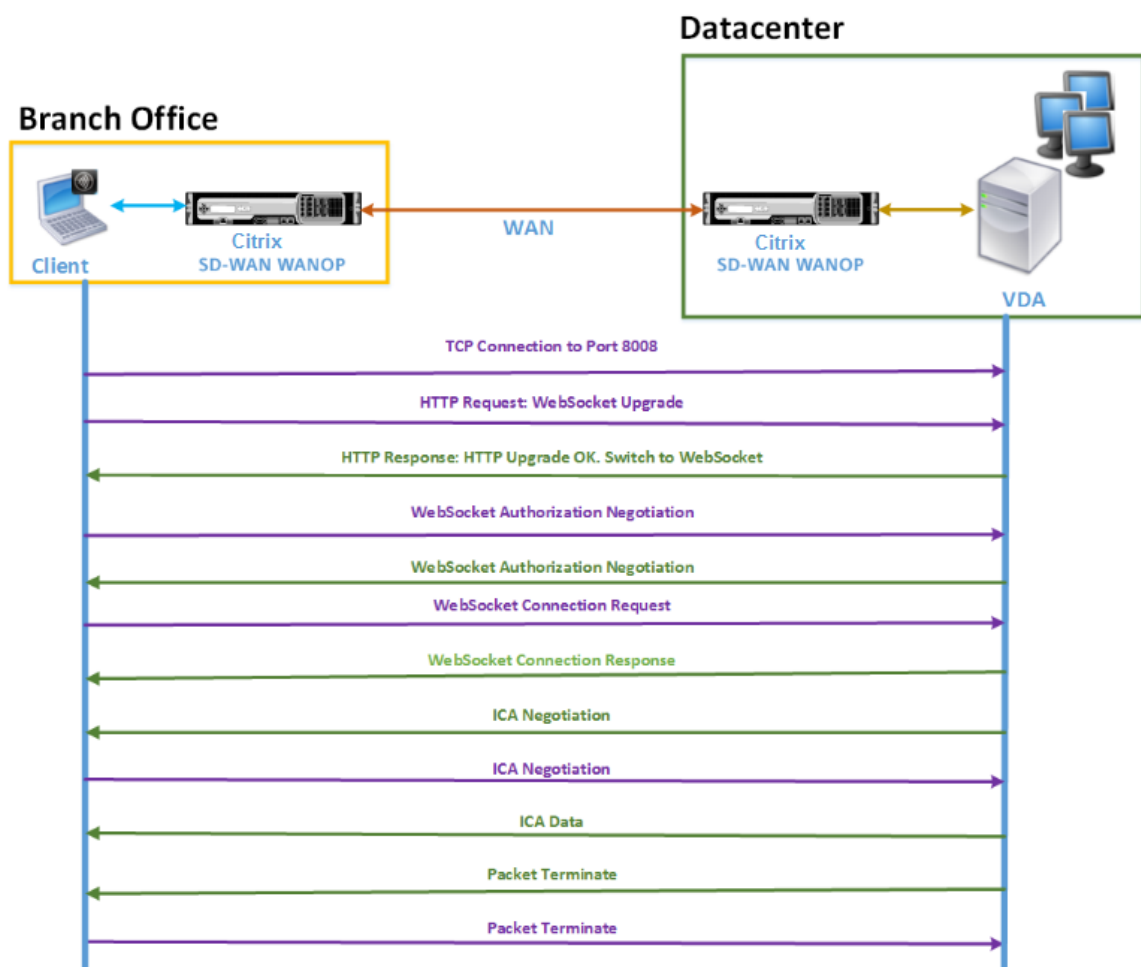 Datacenter
Branch Office
Client
Citrix
SD-WAN WANOP
WAN
Citrix
SD-WAN WANOP
VDA
TCP Connection to Port 8008
HTTP Request: WebSocket Upgrade
HTTP Response: HTTP Upgrade OK. Switch to WebSocket
WebSocket Authorization Negotiation
WebSocket Authorization Negotiation
WebSocket Connection Request
WebSocket Connection Response
ICA Negotiation
ICA Negotiation
ICA Data
Packet Terminate
Packet Terminate